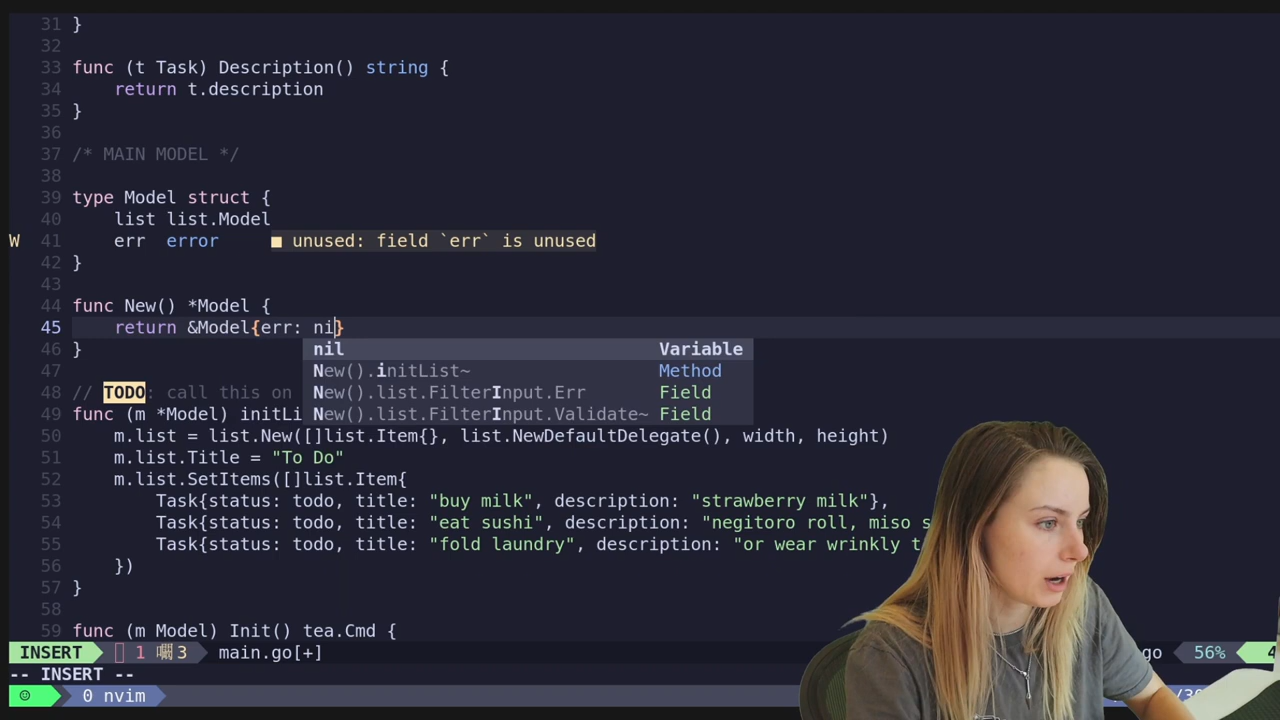 31 }
32
33 func (t Task) Description() string {
34 return t.description
35 }
36
37 /* MAIN MODEL */
38
39 type Model struct {
40 list list.Model
W 41 err error ■ unused: field `err` is unused
42 }
43
44 func New() *Model {
45 return &Model{err: ni}
46 }
nil Variable
47
New().initList~ Method
48 // TODO: call this on
New().list.FilterInput.Err Field
49 func (m *Model) initLi
New().list.FilterInput.Validate~ Field
50 m.list = list.New([]list.Item{}, list.NewDefaultDelegate(), width, height)
51 m.list.Title = "To Do"
52 m.list.SetItems([]list.Item{
53 Task{status: todo, title: "buy milk", description: "strawberry milk"},
54 Task{status: todo, title: "eat sushi", description: "negitoro roll, miso s
55 Task{status: todo, title: "fold laundry", description: "or wear wrinkly t
56 })
57 }
58
59 func (m Model) Init() tea.Cmd {
INSERT 1 3 main.go[+] go 56% 4
-- INSERT --
0 nvim